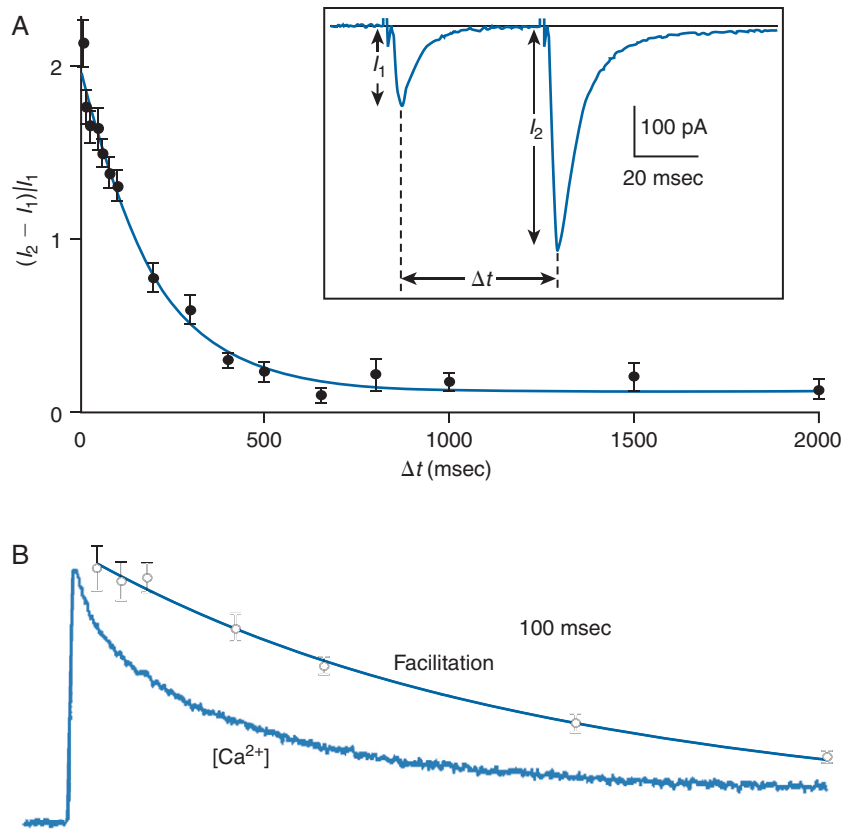 A
2
1
0
(I₂ − I₁)|I₁
0
500
1000
1500
2000
Δt (msec)
I₁
I₂
Δt
100 pA
20 msec
B
100 msec
Facilitation
[Ca²⁺]